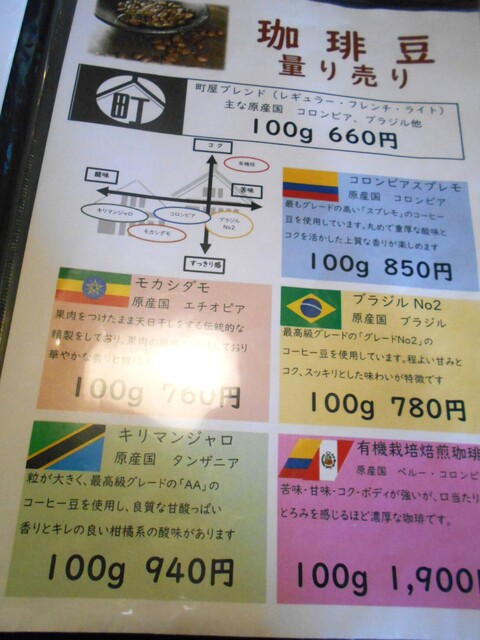 珈琲豆
量り売り
町
町屋ブレンド（レギュラー・フレンチ・ライト）
主な原産国 コロンビア、ブラジル他
100g 660円
コク
有機焙
酸味
苦味
キリマンジャロ
コロンビア
ブラジル
No2
モカシダモ
すっきり感
コロンビアスプレモ
原産国 コロンビア
最もグレードの高い「スプレモ」のコーヒー
豆を使用しています。丸めで重厚な酸味と
コクを活かした上質な香りが楽しめます
100g 850円
モカシダモ
原産国 エチオピア
果肉をつけたまま天日干しをする伝統的な
精製をしており、果肉の
ており
華やかな香りと
100g 760円
ブラジル No2
原産国 ブラジル
最高級グレードの「グレードNo2」の
コーヒー豆を使用しています。程よい甘みと
コク、スッキリとした味わいが特徴です
100g 780円
キリマンジャロ
原産国 タンザニア
粒が大きく、最高級グレードの「AA」の
コーヒー豆を使用し、良質な甘酸っぱい
香りとキレの良い柑橘系の酸味があります
100g 940円
有機栽培焙煎珈琲
原産国 ペルー・コロンビ
苦味・甘味・コク・ボディが強いが、口当たり
とろみを感じるほど濃厚な珈琲です。
100g 1,900円